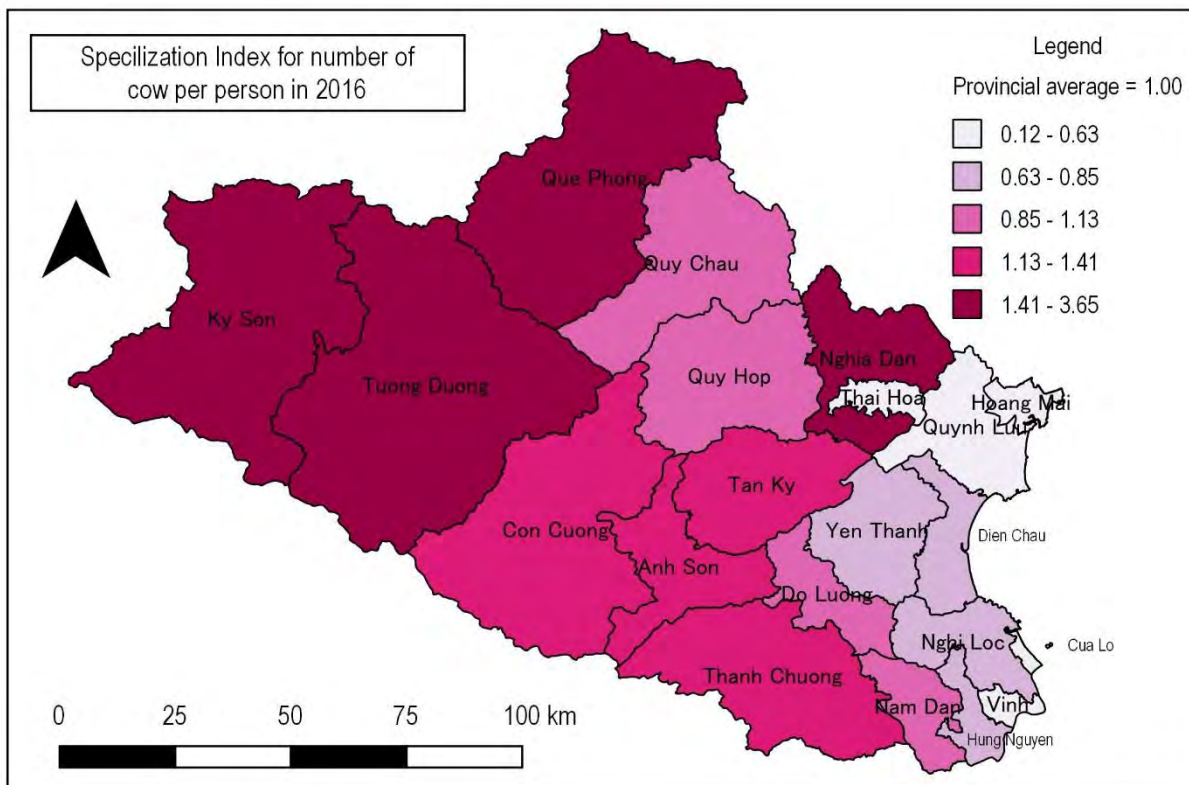 Specilization Index for number of
cow per person in 2016
Legend
Provincial average = 1.00
0.12 - 0.63
0.63 - 0.85
0.85 - 1.13
1.13 - 1.41
1.41 - 3.65
Que Phong
Quy Chau
Ky Son
Nghia Dan
Quy Hop
Tuong Duong
Thai Hoa
Hoang Mai
Quynh Luu
Tan Ky
Con Cuong
Yen Thanh
Dien Chau
Anh Son
Do Luong
Nghi Loc
Cua Lo
Thanh Chuong
Nam Dan
Vinh
Hung Nguyen
0 25 50 75 100 km